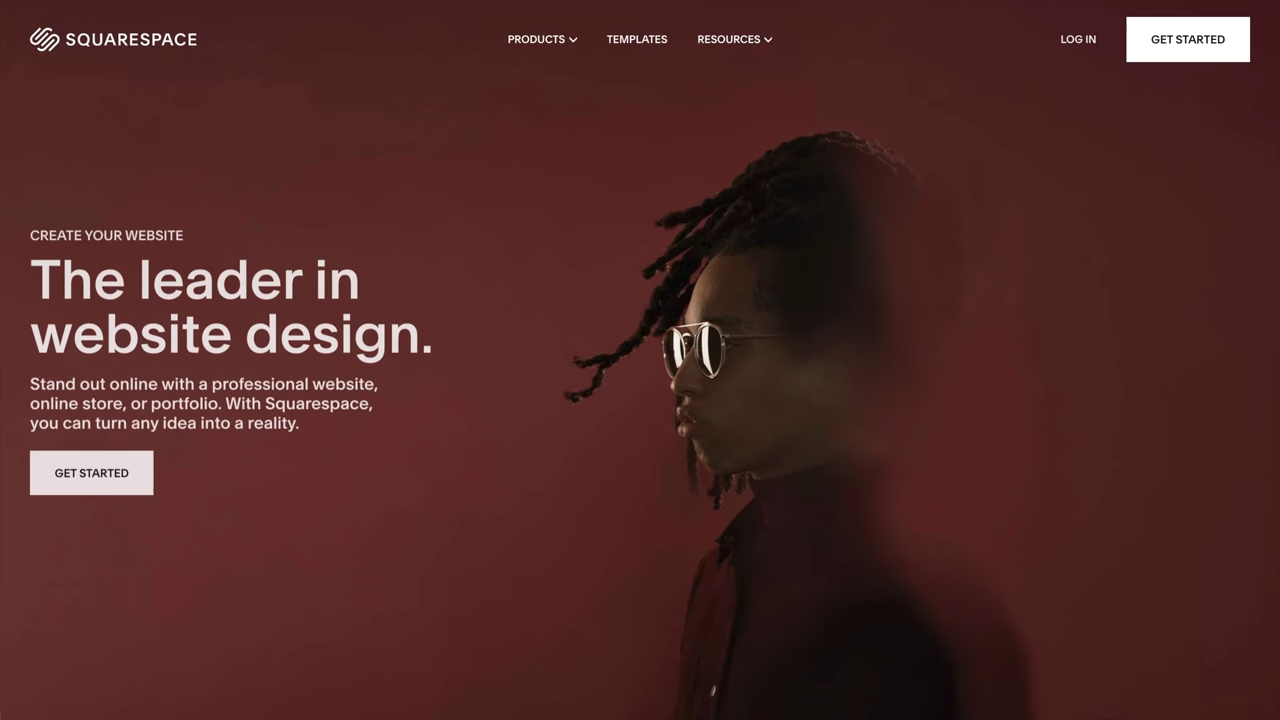 SQUARESPACE
PRODUCTS
TEMPLATES
RESOURCES
LOG IN
GET STARTED
CREATE YOUR WEBSITE
The leader in
website design.
Stand out online with a professional website,
online store, or portfolio. With Squarespace,
you can turn any idea into a reality.
GET STARTED